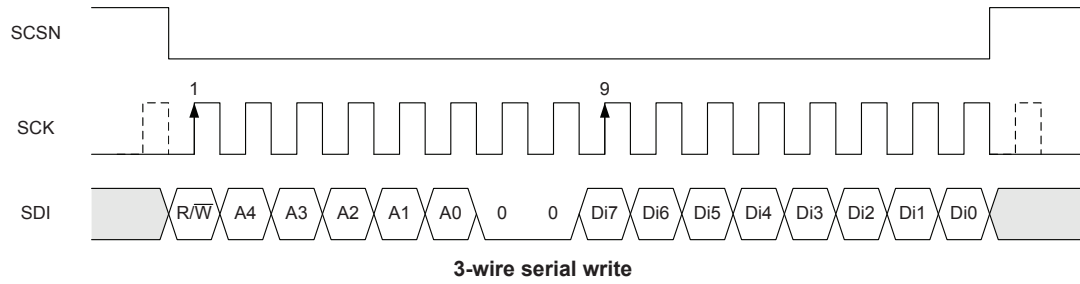 SCSN
1 9
SCK
SDI R/W̅ A4 A3 A2 A1 A0 0 0 Di7 Di6 Di5 Di4 Di3 Di2 Di1 Di0
3-wire serial write